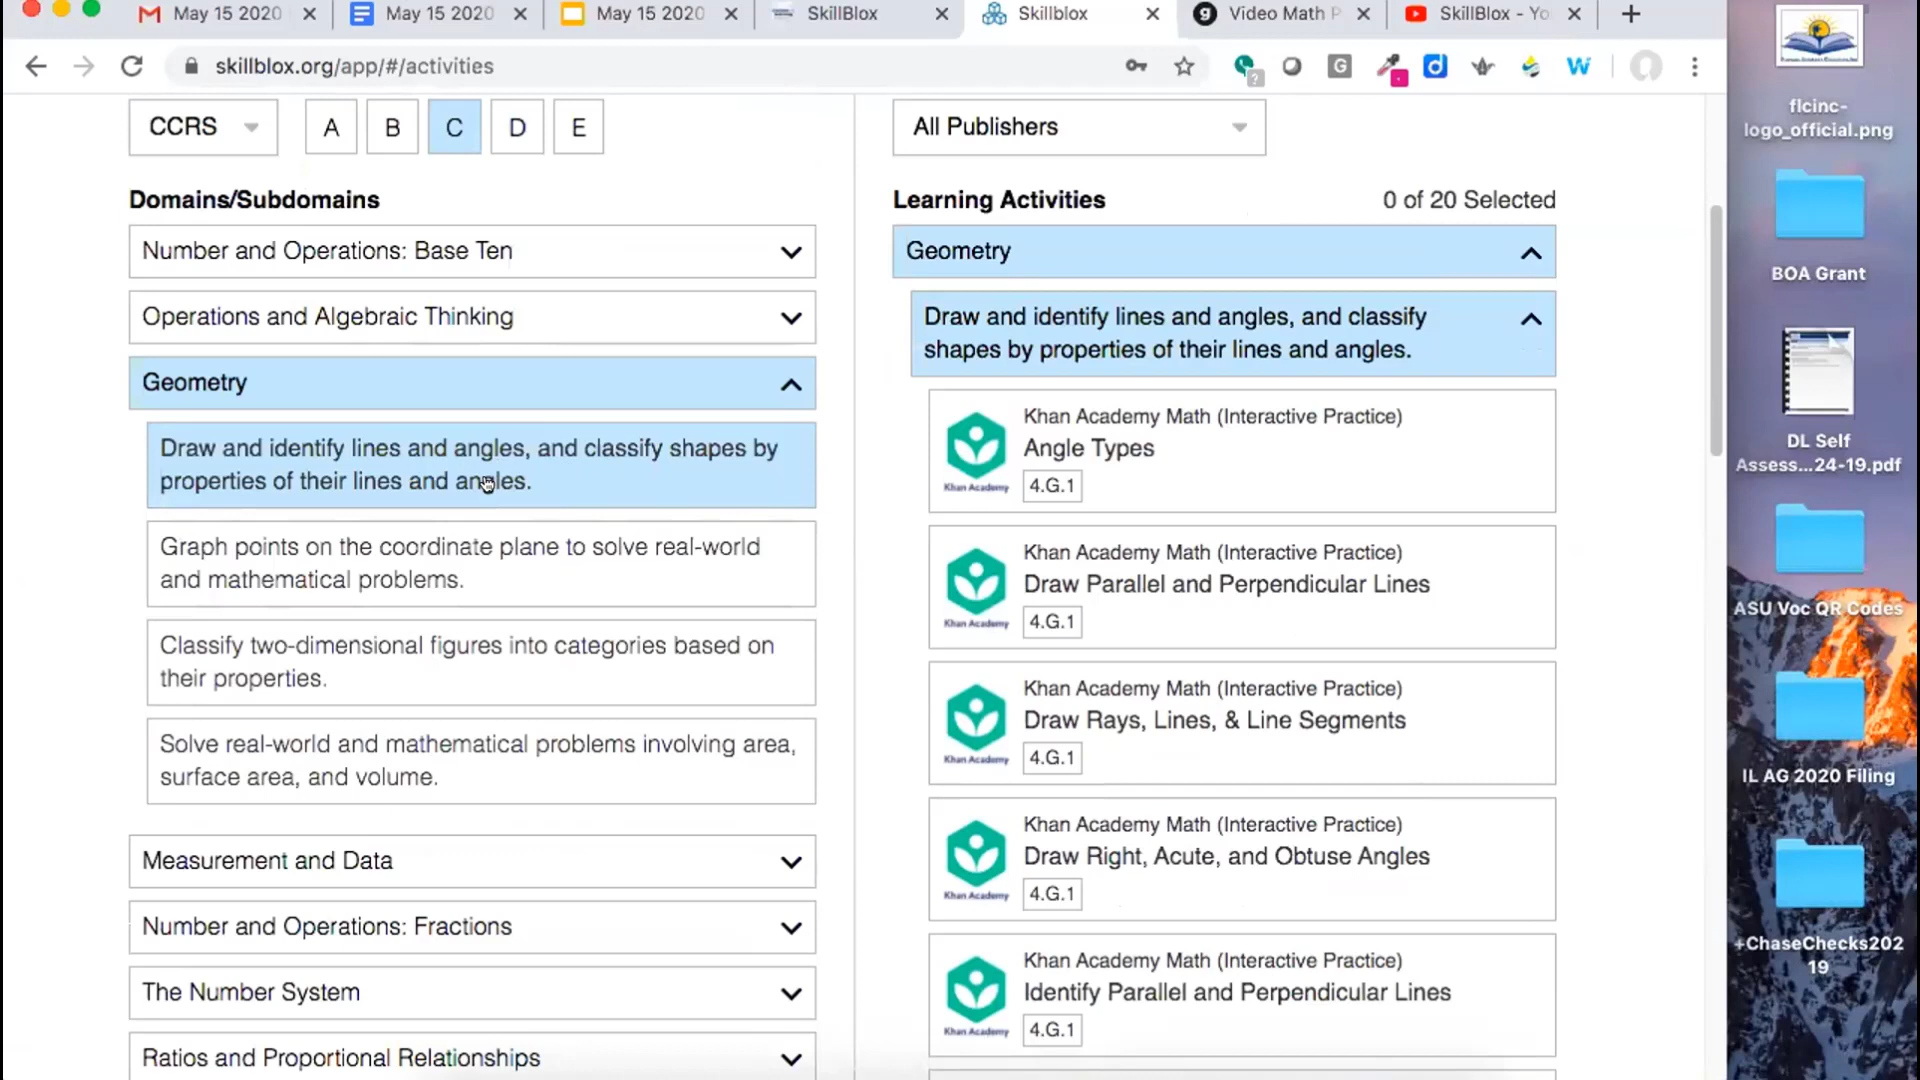 May 15 2020
May 15 2020
May 15 2020
SkillBlox
Skillblox
Video Math P
SkillBlox - Yo
skillblox.org/app/#/activities
CCRS
A
B
C
D
E
Domains/Subdomains
Number and Operations: Base Ten
Operations and Algebraic Thinking
Geometry
Draw and identify lines and angles, and classify shapes by
properties of their lines and angles.
Graph points on the coordinate plane to solve real-world
and mathematical problems.
Classify two-dimensional figures into categories based on
their properties.
Solve real-world and mathematical problems involving area,
surface area, and volume.
Measurement and Data
Number and Operations: Fractions
The Number System
Ratios and Proportional Relationships
All Publishers
Learning Activities
0 of 20 Selected
Geometry
Draw and identify lines and angles, and classify
shapes by properties of their lines and angles.
Khan Academy Math (Interactive Practice)
Angle Types
Khan Academy
4.G.1
Khan Academy Math (Interactive Practice)
Draw Parallel and Perpendicular Lines
Khan Academy
4.G.1
Khan Academy Math (Interactive Practice)
Draw Rays, Lines, & Line Segments
Khan Academy
4.G.1
Khan Academy Math (Interactive Practice)
Draw Right, Acute, and Obtuse Angles
Khan Academy
4.G.1
Khan Academy Math (Interactive Practice)
Identify Parallel and Perpendicular Lines
Khan Academy
4.G.1
flcinc-
logo_official.png
BOA Grant
DL Self
Assess...24-19.pdf
ASU Voc QR Codes
IL AG 2020 Filing
+ChaseChecks202
19